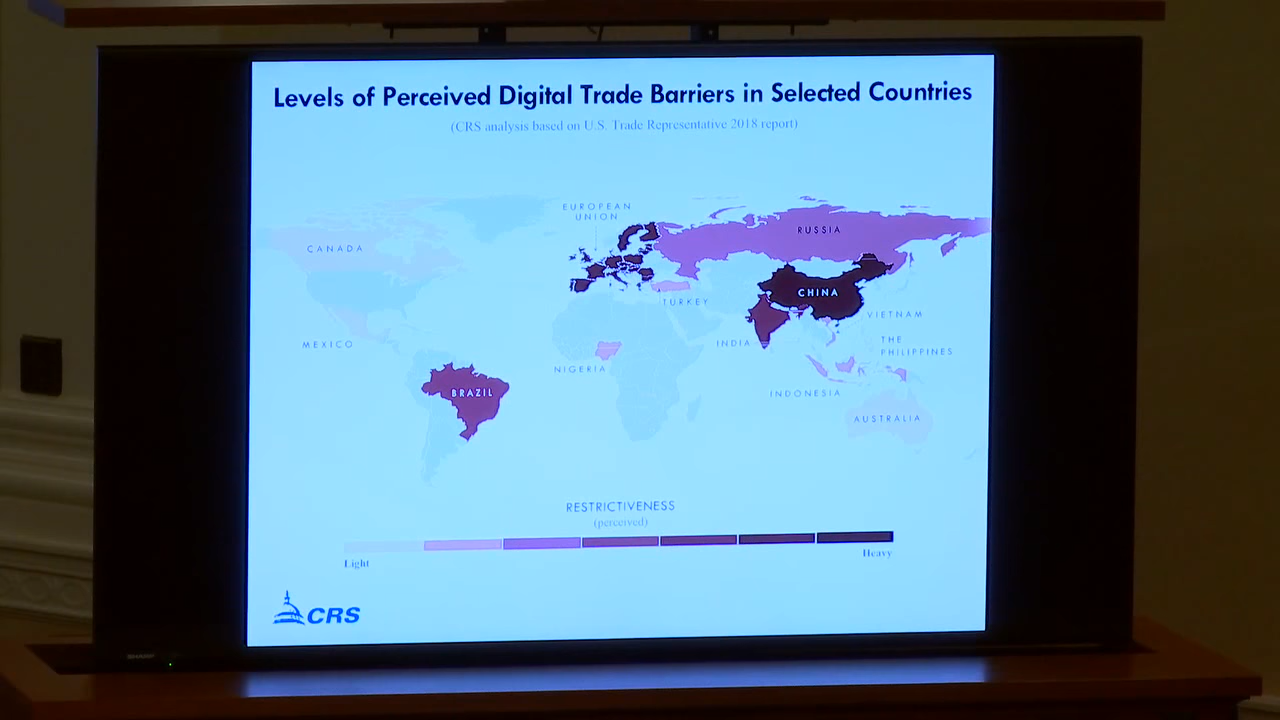 Levels of Perceived Digital Trade Barriers in Selected Countries
(CRS analysis based on U.S. Trade Representative 2018 report)
EUROPEAN
UNION
CANADA
RUSSIA
CHINA
TURKEY
VIETNAM
MEXICO
INDIA
THE
PHILIPPINES
NIGERIA
BRAZIL
INDONESIA
AUSTRALIA
RESTRICTIVENESS
(perceived)
Light
Heavy
CRS
SHARP